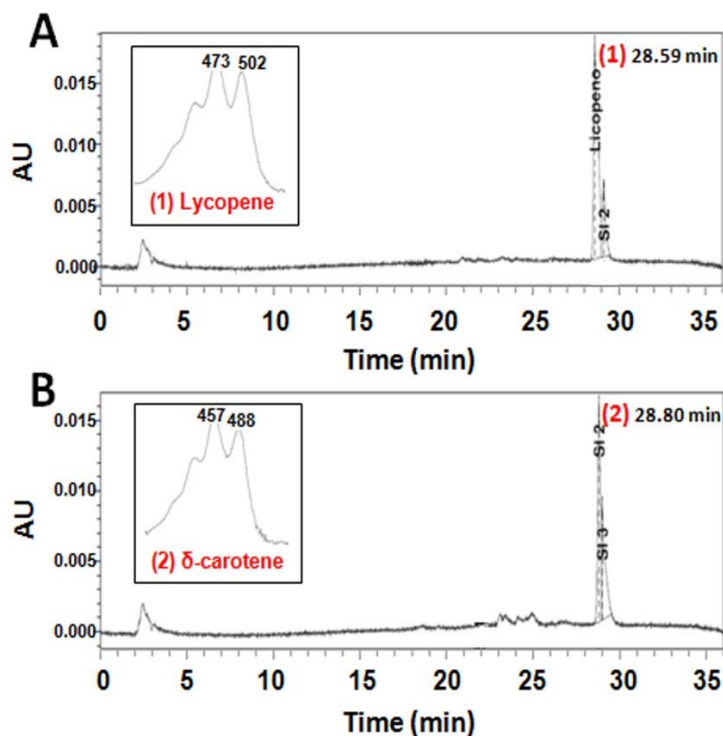 A
473 502
(1) Lycopene
(1) 28.59 min
Licopeno
SI 2
AU
0.015
0.010
0.005
0.000
0 5 10 15 20 25 30 35
Time (min)
B
457 488
(2) δ-carotene
(2) 28.80 min
SI 2
SI 3
AU
0.015
0.010
0.005
0.000
0 5 10 15 20 25 30 35
Time (min)